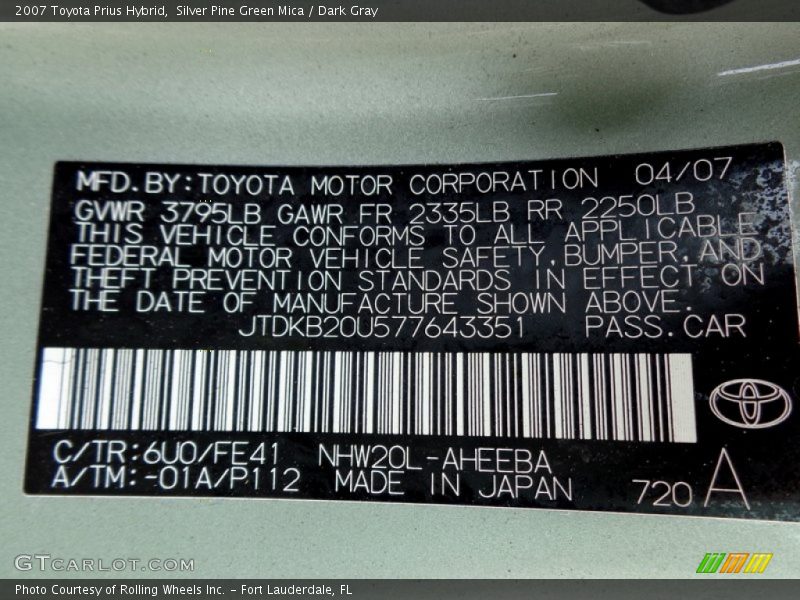 2007 Toyota Prius Hybrid,  Silver Pine Green Mica / Dark Gray
MFD.BY:TOYOTA MOTOR CORPORATION 04/07
GVWR 3795LB GAWR FR 2335LB RR 2250LB
THIS VEHICLE CONFORMS TO ALL APPLICABLE
FEDERAL MOTOR VEHICLE SAFETY,BUMPER,AND
THEFT PREVENTION STANDARDS IN EFFECT ON
THE DATE OF MANUFACTURE SHOWN ABOVE.
JTDKB20U577643351 PASS.CAR
C/TR:6U0/FE41 NHW20L-AHEEBA
A/TM:-01A/P112 MADE IN JAPAN 720 A
GTCARLOT.COM
Photo Courtesy of Rolling Wheels Inc. - Fort Lauderdale, FL